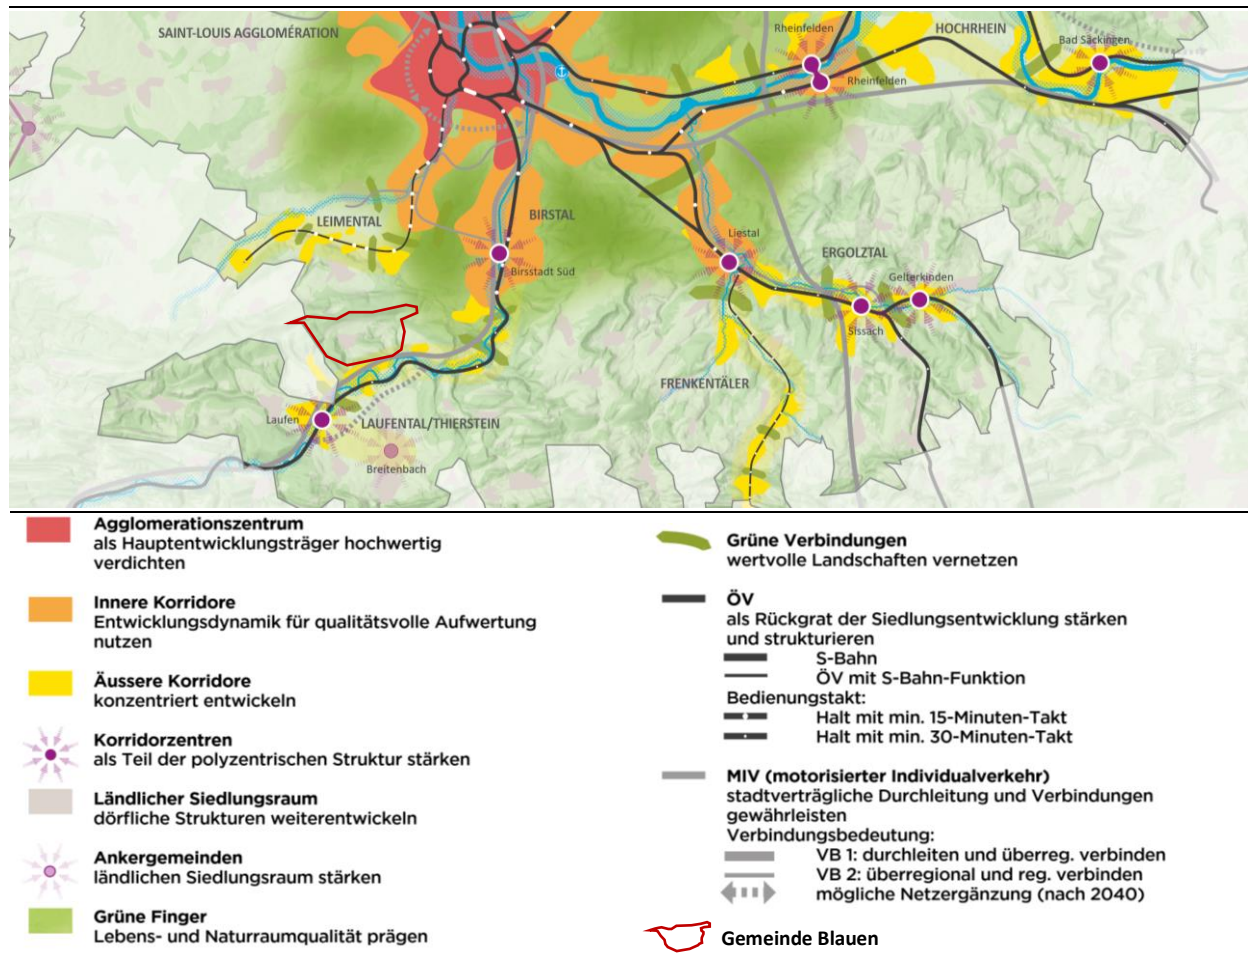 SAINT-LOUIS AGGLOMÉRATION
Rheinfelden
HOCHRHEIN
Bad Säckingen
Rheinfelden
LEIMENTAL
BIRSTAL
Liestal
ERGOLZTAL
Birsstadt Süd
Gelterkinden
Sissach
FRENKENTÄLER
Laufen
LAUFENTAL/THIERSTEIN
Breitenbach
Agglomerationszentrum
als Hauptentwicklungsträger hochwertig
verdichten
Innere Korridore
Entwicklungsdynamik für qualitätsvolle Aufwertung
nutzen
Äussere Korridore
konzentriert entwickeln
Korridorzentren
als Teil der polyzentrischen Struktur stärken
Ländlicher Siedlungsraum
dörfliche Strukturen weiterentwickeln
Ankergemeinden
ländlichen Siedlungsraum stärken
Grüne Finger
Lebens- und Naturraumqualität prägen
Grüne Verbindungen
wertvolle Landschaften vernetzen
ÖV
als Rückgrat der Siedlungsentwicklung stärken
und strukturieren
S-Bahn
ÖV mit S-Bahn-Funktion
Bedienungstakt:
Halt mit min. 15-Minuten-Takt
Halt mit min. 30-Minuten-Takt
MIV (motorisierter Individualverkehr)
stadtverträgliche Durchleitung und Verbindungen
gewährleisten
Verbindungsbedeutung:
VB 1: durchleiten und überreg. verbinden
VB 2: überregional und reg. verbinden
mögliche Netzergänzung (nach 2040)
Gemeinde Blauen